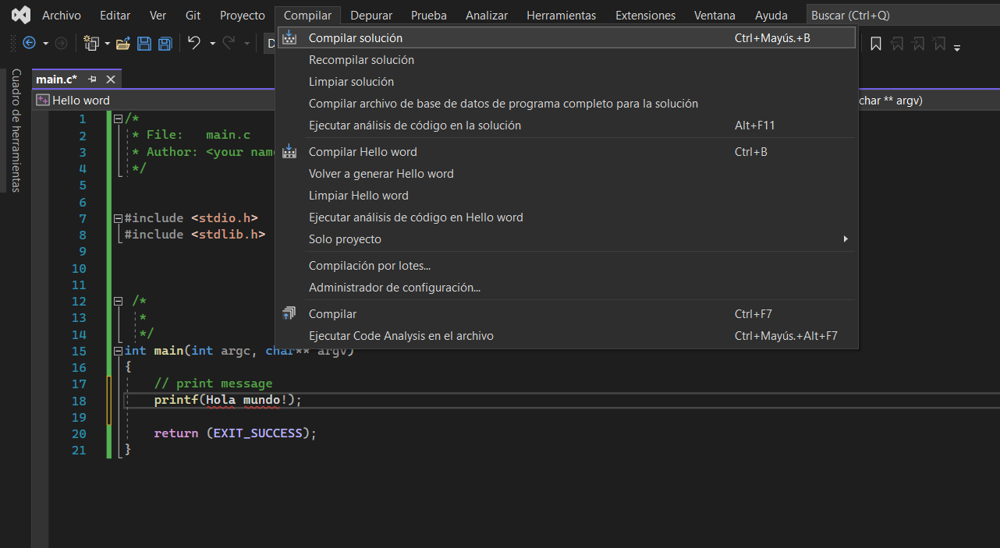 Archivo Editar Ver Git Proyecto Compilar Depurar Prueba Analizar Herramientas Extensiones Ventana Ayuda Buscar (Ctrl+Q)
D
Compilar solución Ctrl+Mayús.+B
Recompilar solución
Limpiar solución
Compilar archivo de base de datos de programa completo para la solución
Ejecutar análisis de código en la solución Alt+F11
Compilar Hello word Ctrl+B
Volver a generar Hello word
Limpiar Hello word
Ejecutar análisis de código en Hello word
Solo proyecto
Compilación por lotes...
Administrador de configuración...
Compilar Ctrl+F7
Ejecutar Code Analysis en el archivo Ctrl+Mayús.+Alt+F7
Cuadro de herramientas
main.c*
Hello word
char ** argv)
1 /*
2 * File: main.c
3 * Author: <your nam
4 */
5
6
7 #include <stdio.h>
8 #include <stdlib.h>
9
10
11
12 /*
13 *
14 */
15 int main(int argc, char** argv)
16 {
17 // print message
18 printf(Hola mundo!);
19
20 return (EXIT_SUCCESS);
21 }